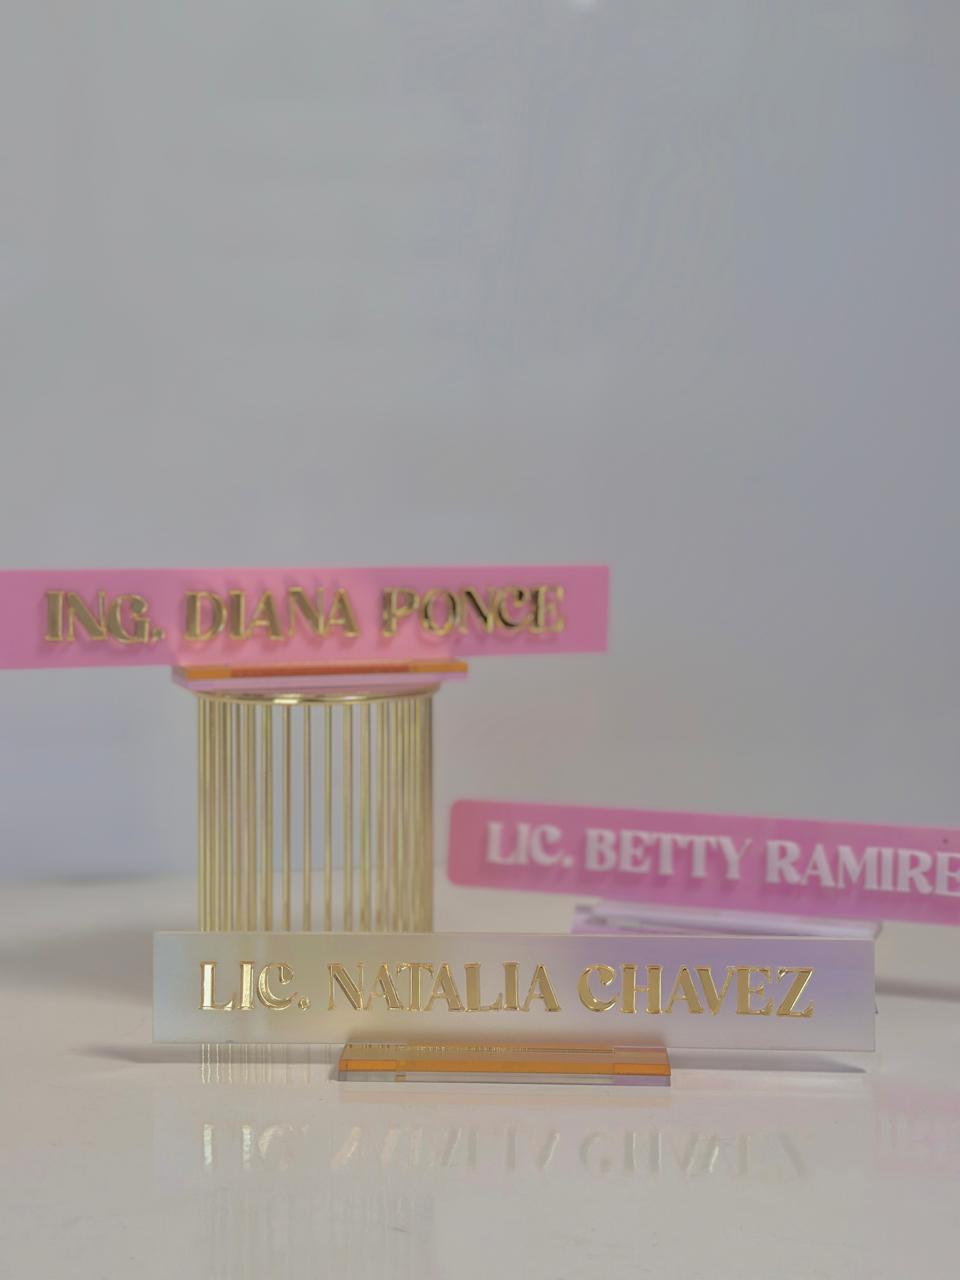 ING. DIANA PONCE
LIC. BETTY RAMIRE
LIC. NATALIA CHAVEZ